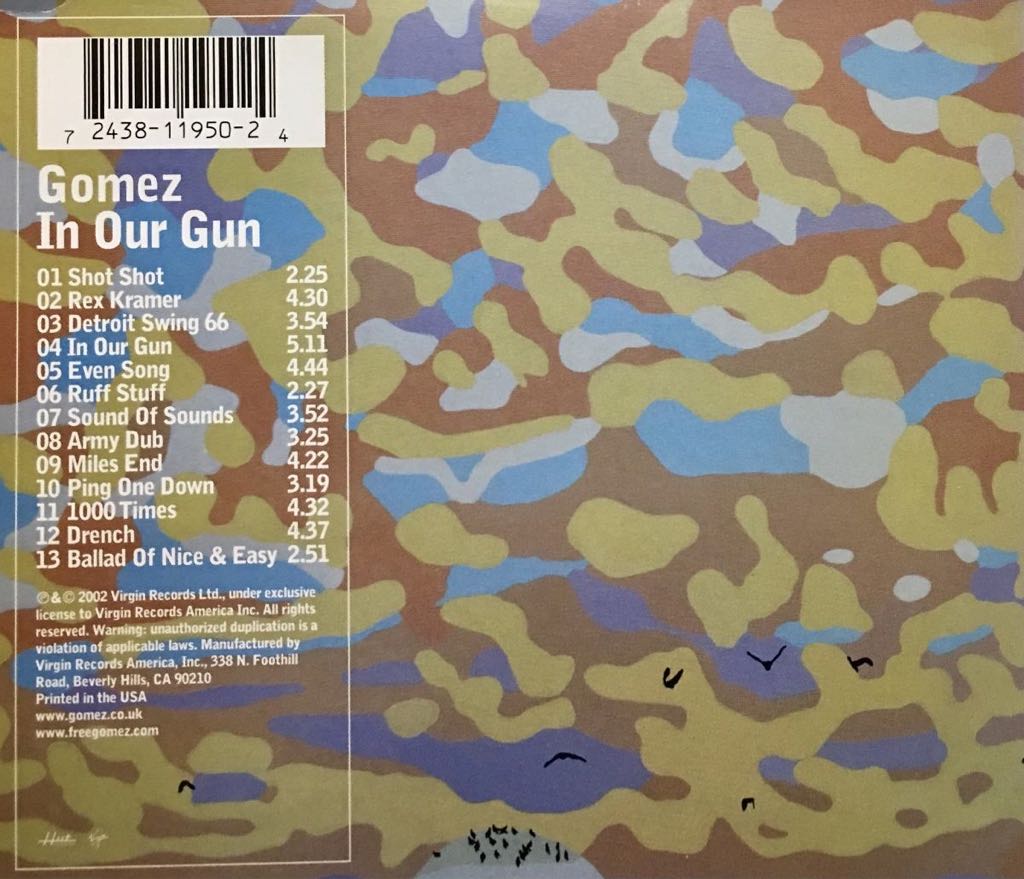 7 2438-11950-2 4
Gomez
In Our Gun
01 Shot Shot 2.25
02 Rex Kramer 4.30
03 Detroit Swing 66 3.54
04 In Our Gun 5.11
05 Even Song 4.44
06 Ruff Stuff 2.27
07 Sound Of Sounds 3.52
08 Army Dub 3.25
09 Miles End 4.22
10 Ping One Down 3.19
11 1000 Times 4.32
12 Drench 4.37
13 Ballad Of Nice & Easy 2.51
℗&© 2002 Virgin Records Ltd., under exclusive
license to Virgin Records America Inc. All rights
reserved. Warning: unauthorized duplication is a
violation of applicable laws. Manufactured by
Virgin Records America, Inc., 338 N. Foothill
Road, Beverly Hills, CA 90210
Printed in the USA
www.gomez.co.uk
www.freegomez.com
Hut Virgin